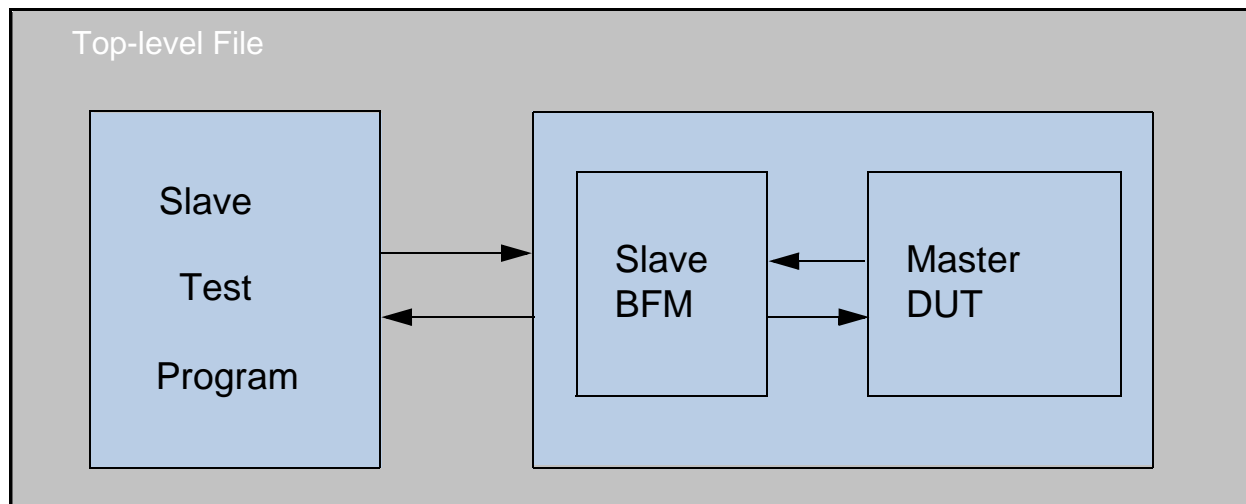 Top-level File
Slave
Test
Program
Slave
BFM
Master
DUT